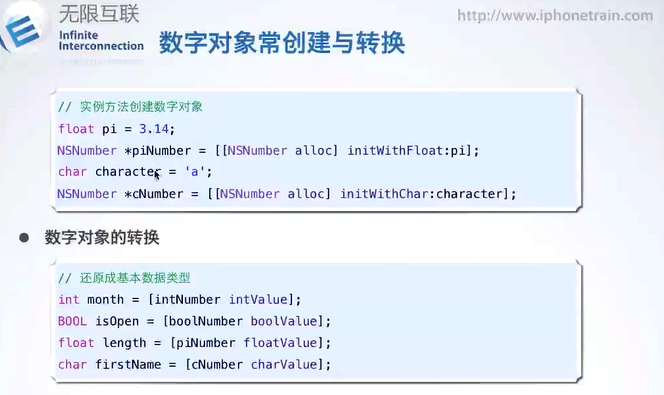 无限互联
Infinite
Interconnection
http://www.iphonetrain.com/
数字对象常创建与转换
// 实例方法创建数字对象
float pi = 3.14;
NSNumber *piNumber = [[NSNumber alloc] initWithFloat:pi];
char character = 'a';
NSNumber *cNumber = [[NSNumber alloc] initWithChar:character];
● 数字对象的转换
// 还原成基本数据类型
int month = [intNumber intValue];
BOOL isOpen = [boolNumber boolValue];
float length = [piNumber floatValue];
char firstName = [cNumber charValue];